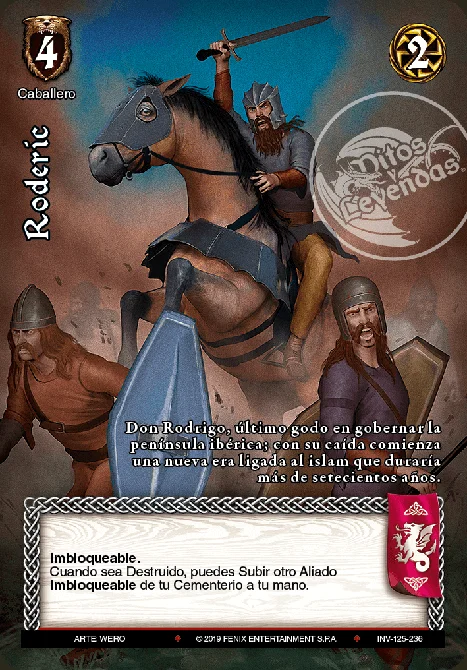 4
2
Caballero
Roderic
Mitos
y
Leyendas
Don Rodrigo, último godo en gobernar la
península ibérica; con su caída comienza
una nueva era ligada al islam que duraría
más de setecientos años.
Imbloqueable.
Cuando sea Destruido, puedes Subir otro Aliado
Imbloqueable de tu Cementerio a tu mano.
ARTE WERO
© 2019 FENIX ENTERTAINMENT S.P.A.
INV-125-236